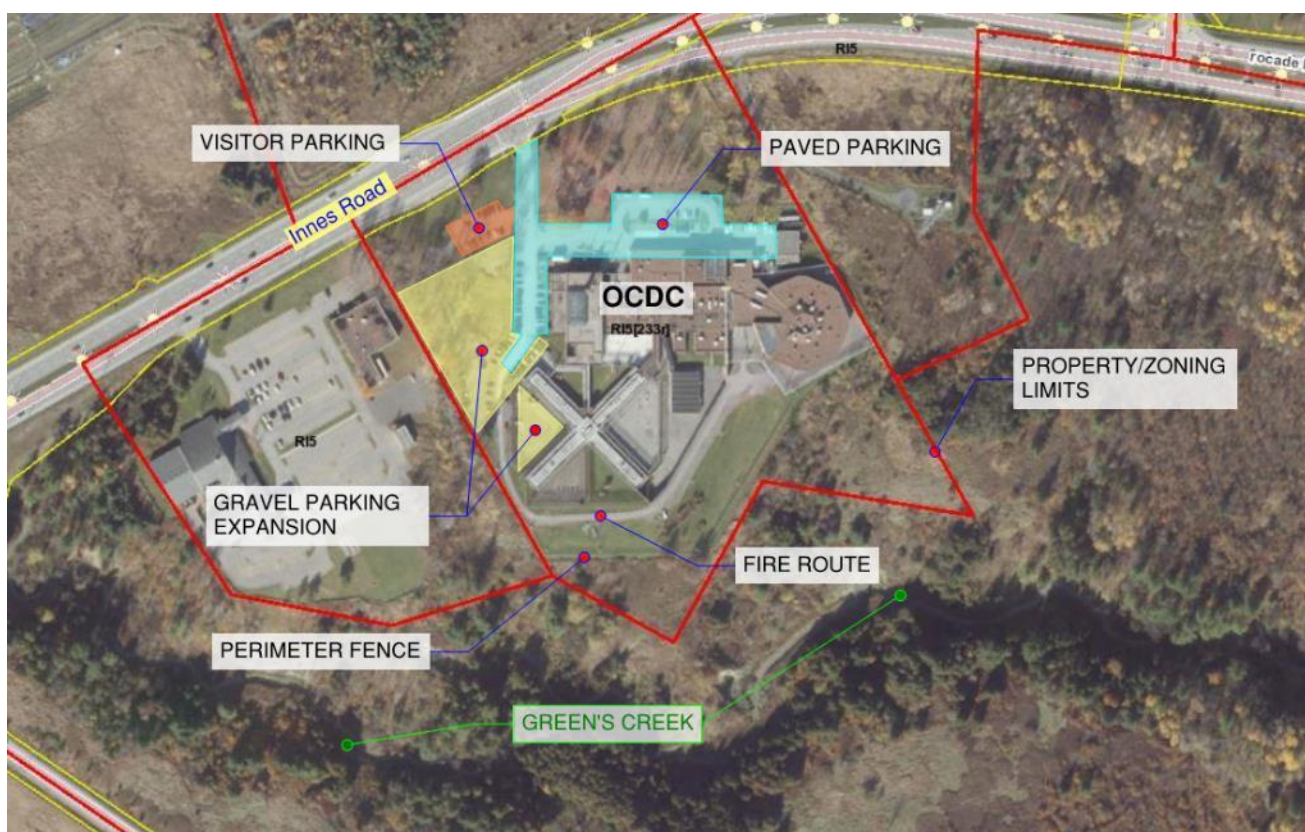 RI5
rocade
VISITOR PARKING
PAVED PARKING
Innes Road
OCDC
RI5[233r]
PROPERTY/ZONING
LIMITS
RI5
GRAVEL PARKING
EXPANSION
FIRE ROUTE
PERIMETER FENCE
GREEN'S CREEK